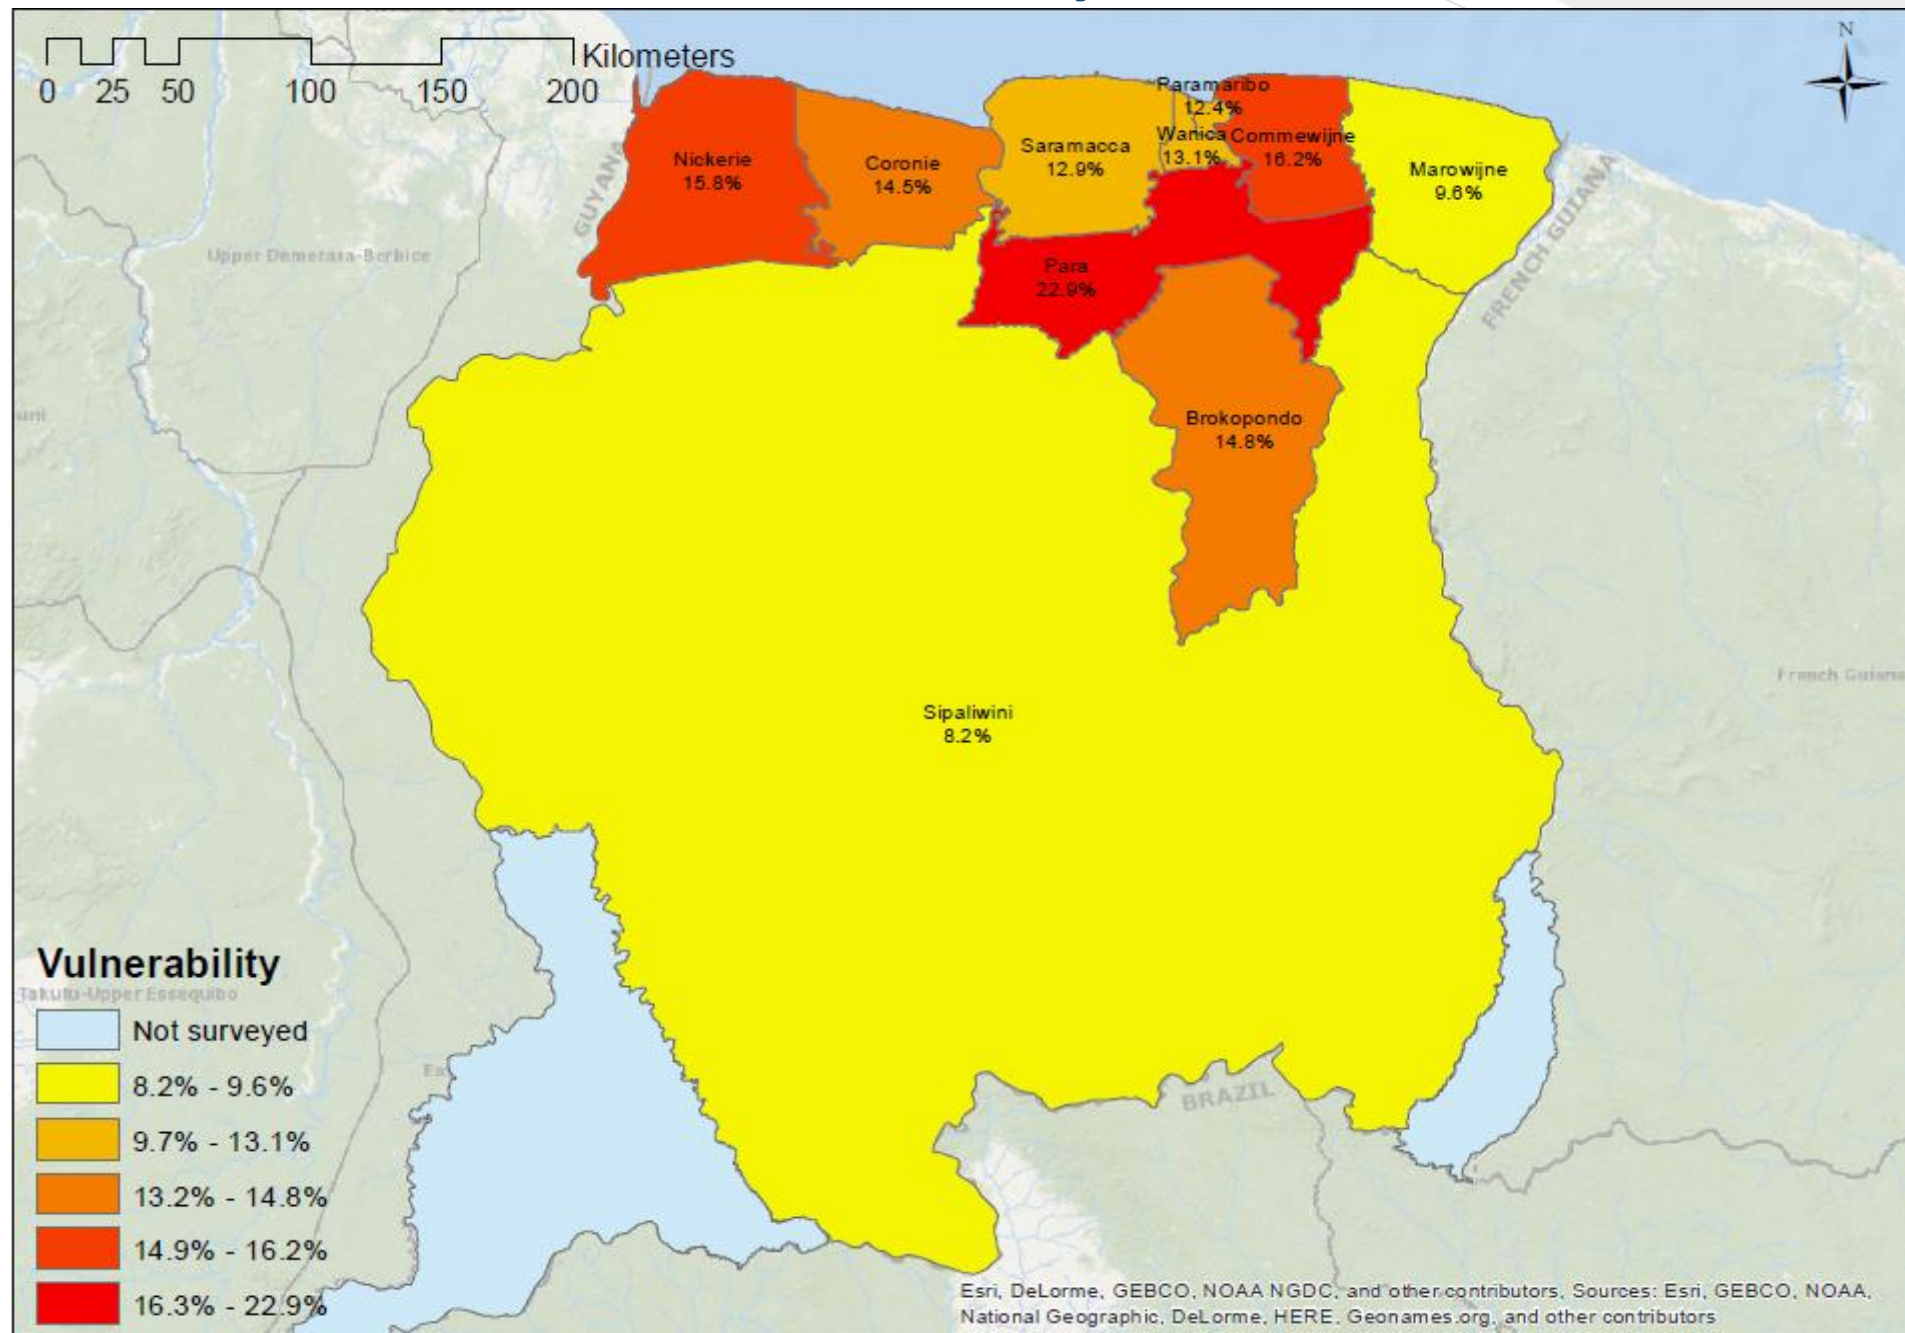 N
Kilometers
0 25 50 100 150 200
Paramaribo
12.4%
Nickerie
15.8%
Coronie
14.5%
Saramacca
12.9%
Wanica
13.1%
Commewijne
16.2%
Marowijne
9.6%
GUYANA
FRENCH GUIANA
Upper Demerara-Berbice
Para
22.9%
Brokopondo
14.8%
French Guiana
Sipaliwini
8.2%
BRAZIL
Vulnerability
Takutu-Upper Essequibo
Not surveyed
8.2% - 9.6%
9.7% - 13.1%
13.2% - 14.8%
14.9% - 16.2%
16.3% - 22.9%
Esri, DeLorme, GEBCO, NOAA NGDC, and other contributors, Sources: Esri, GEBCO, NOAA,
National Geographic, DeLorme, HERE, Geonames.org, and other contributors